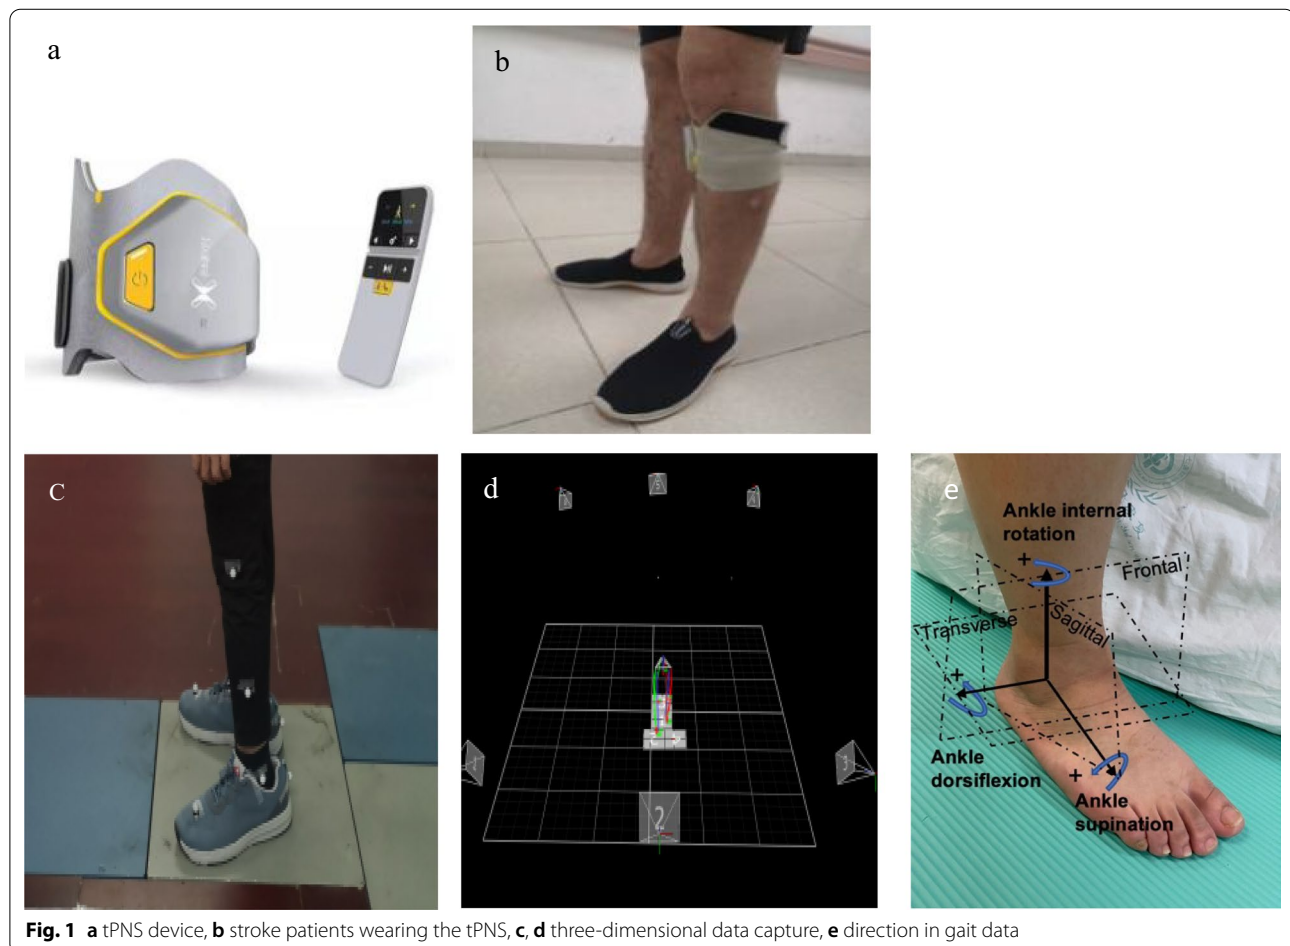 a
b
c
d
5
2
e
Ankle internal
rotation
+
Frontal
Transverse
Sagittal
+
Ankle
dorsiflexion
+
Ankle
supination
Fig. 1 a tPNS device, b stroke patients wearing the tPNS, c, d three-dimensional data capture, e direction in gait data